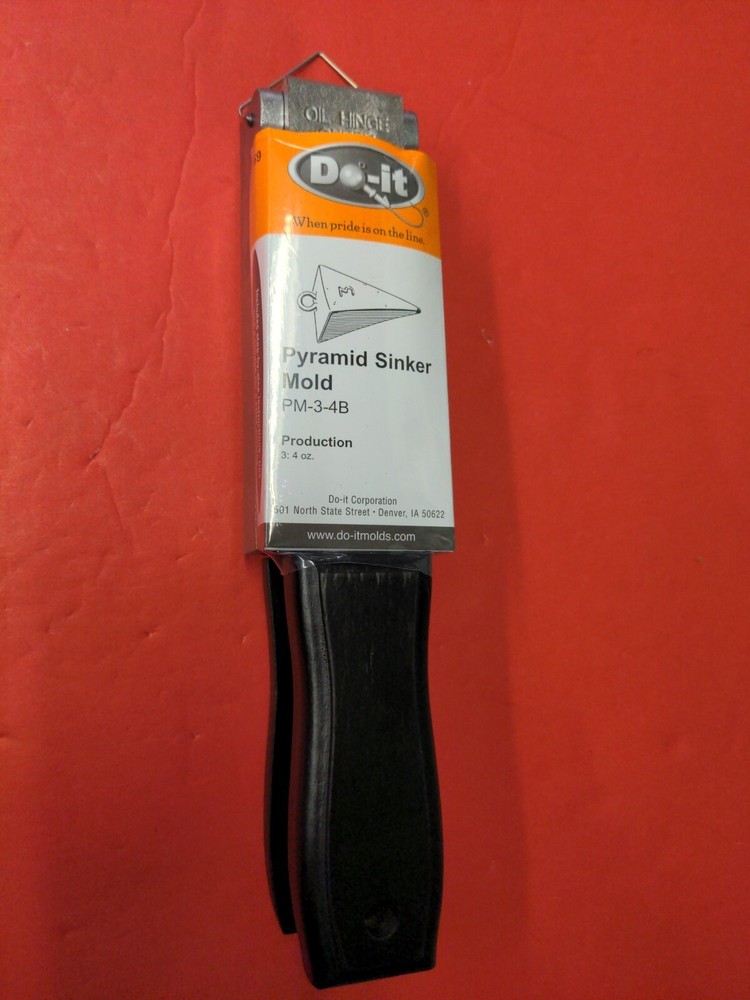 OIL HINGE
Do-it
®
When pride is on the line.
M
Pyramid Sinker
Mold
PM-3-4B
Production
3: 4 oz.
Do-it Corporation
501 North State Street • Denver, IA 50622
www.do-itmolds.com